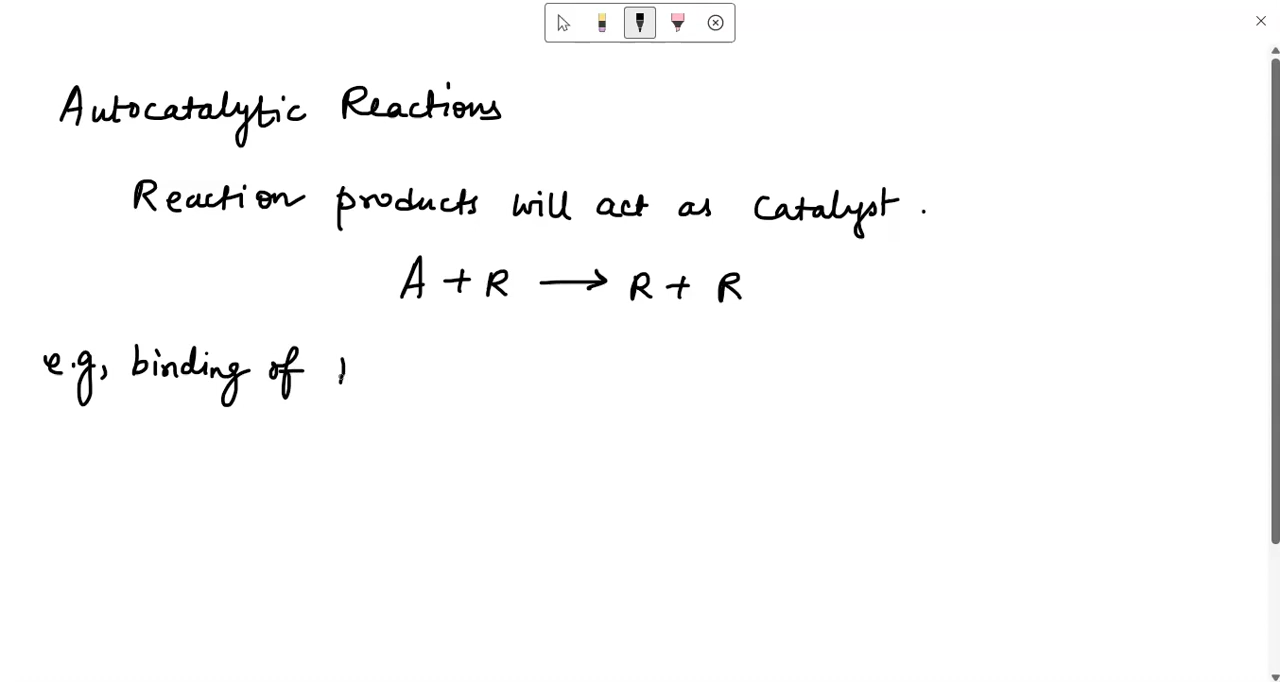 Autocatalytic Reactions
Reaction products will act as catalyst.
A + R ⟶ R + R
e.g, binding of